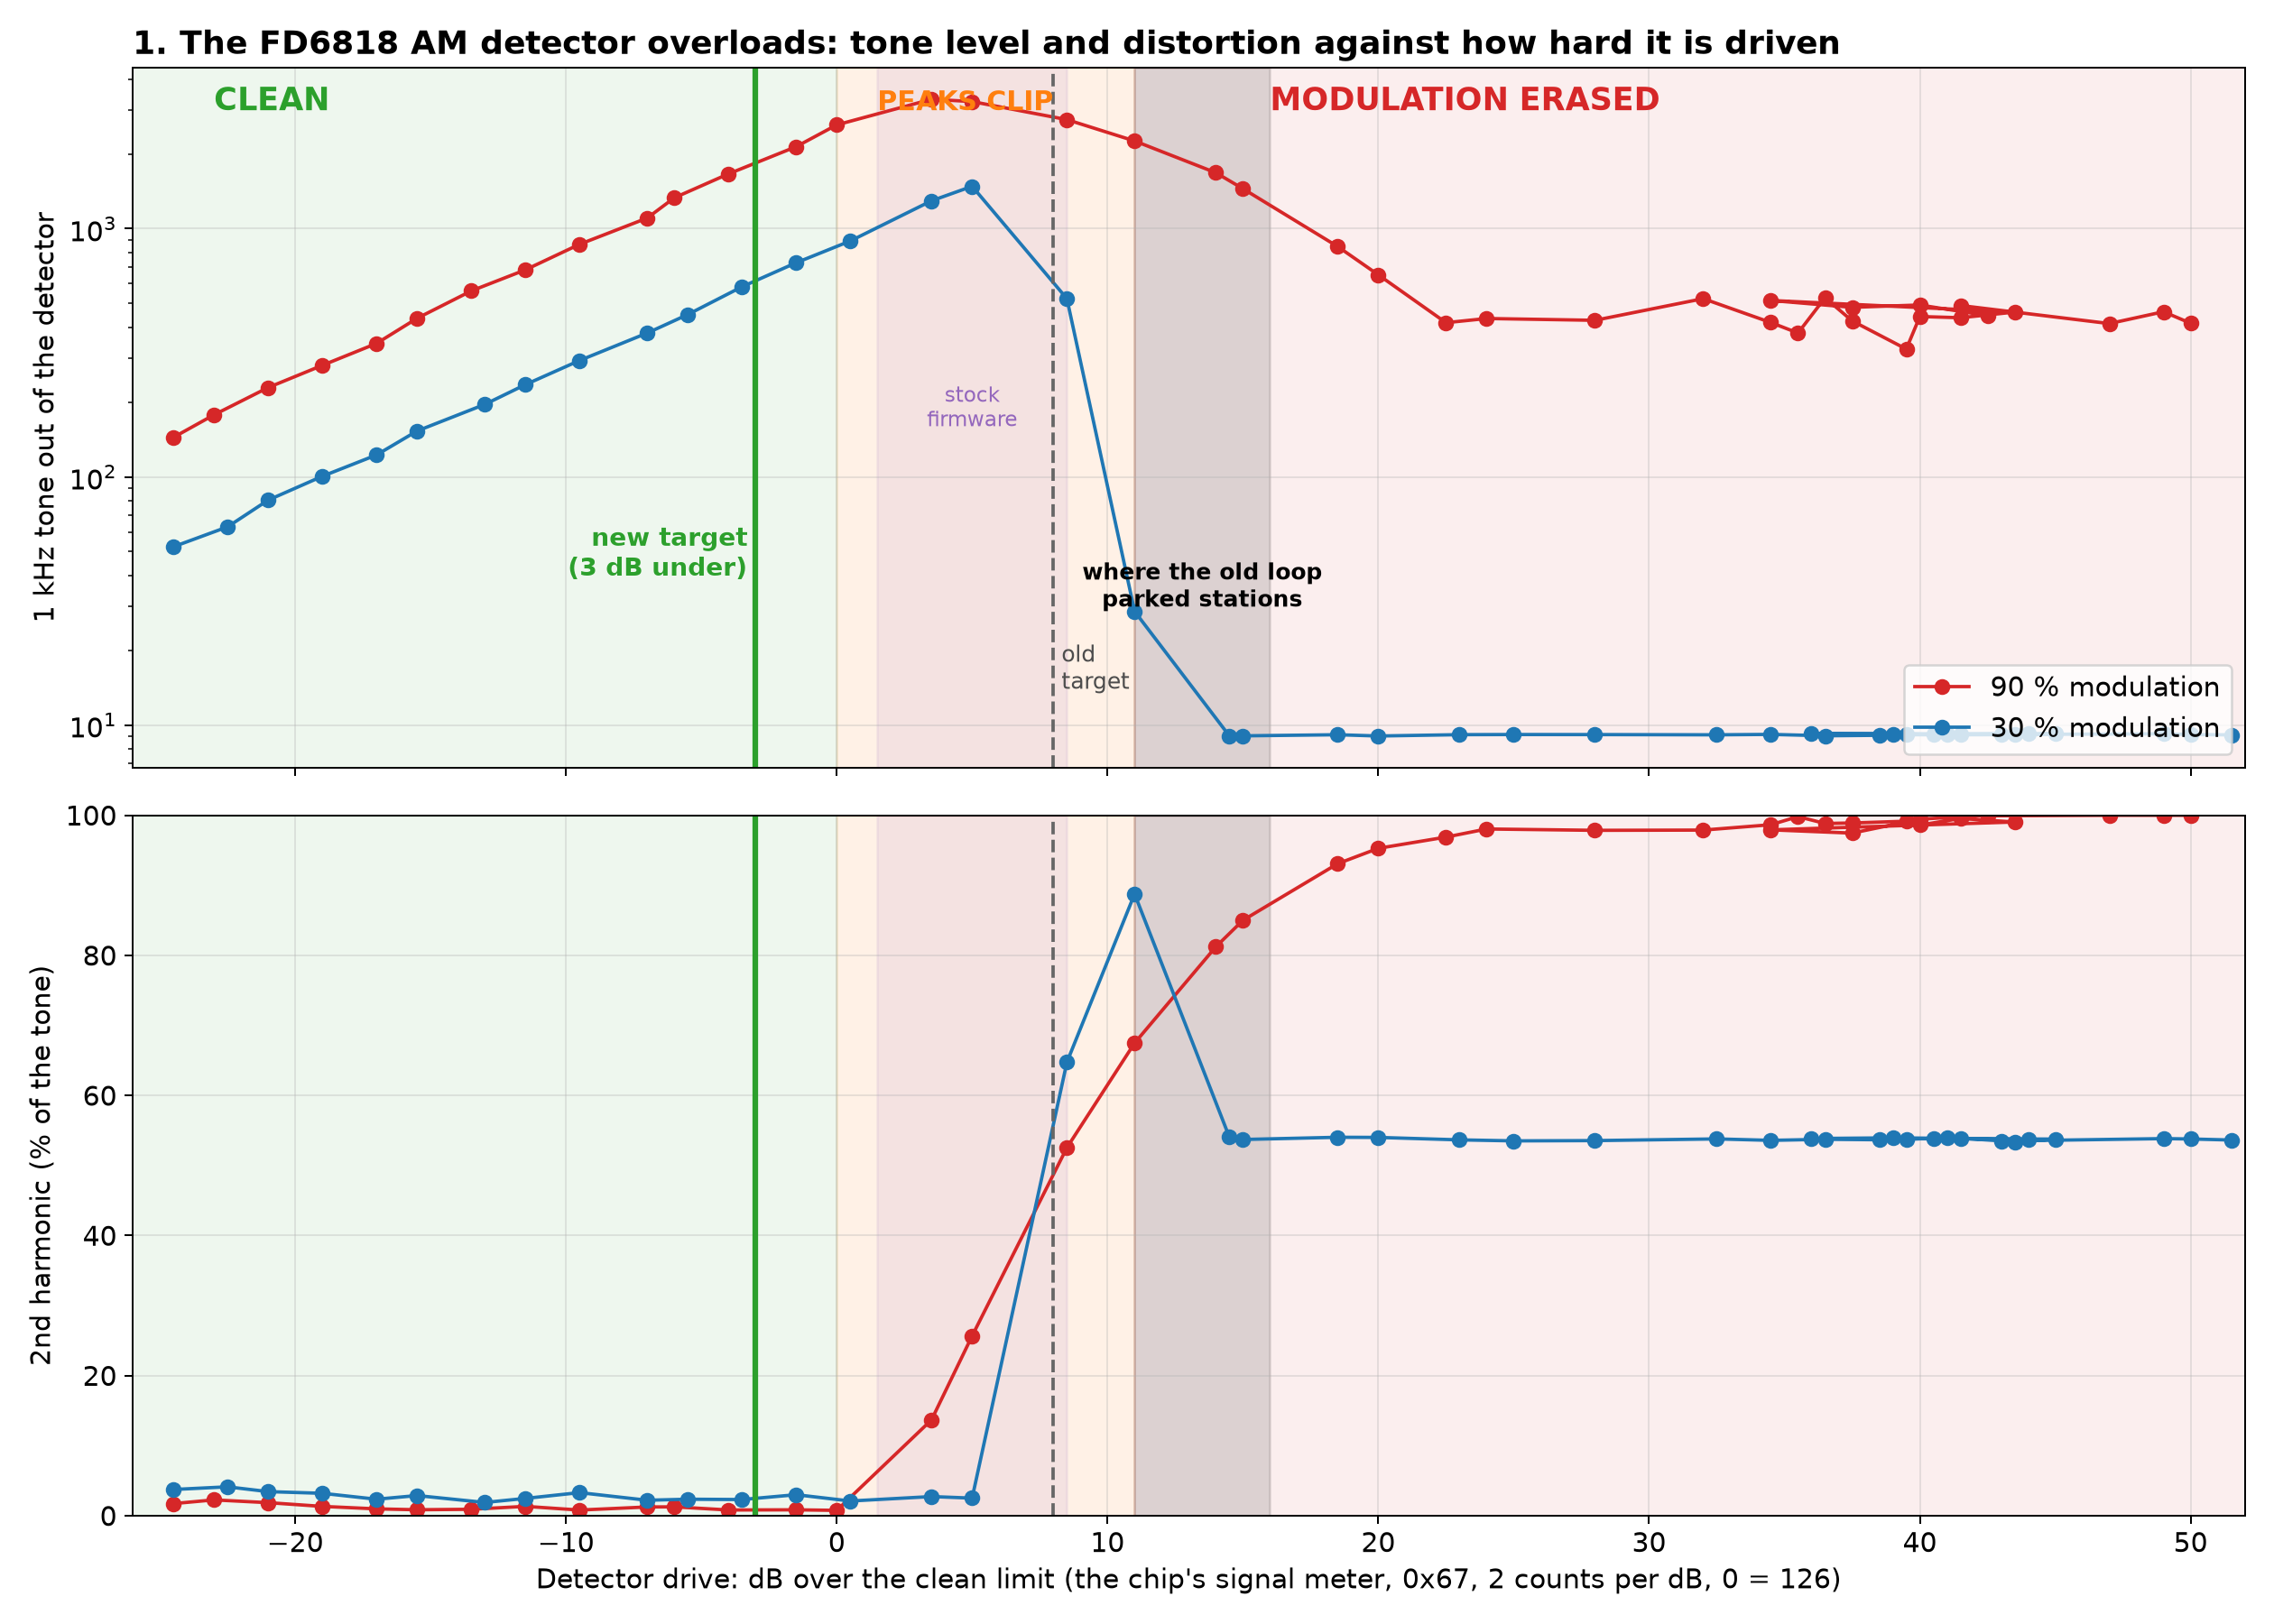 1. The FD6818 AM detector overloads: tone level and distortion against how hard it is driven
CLEAN
PEAKS CLIP
MODULATION ERASED
1 kHz tone out of the detector
10³
10²
10¹
stock
firmware
new target
(3 dB under)
where the old loop
parked stations
old
target
90 % modulation
30 % modulation
2nd harmonic (% of the tone)
100
80
60
40
20
0
−20
−10
0
10
20
30
40
50
Detector drive: dB over the clean limit (the chip's signal meter, 0x67, 2 counts per dB, 0 = 126)